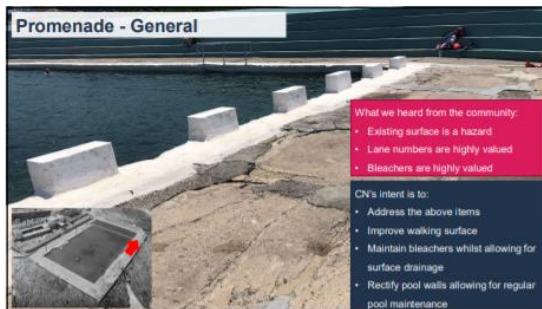 Promenade - General
What we heard from the community:
• Existing surface is a hazard
• Lane numbers are highly valued
• Bleachers are highly valued
CN's intent is to:
• Address the above items
• Improve walking surface
• Maintain bleachers whilst allowing for
surface drainage
• Rectify pool walls allowing for regular
pool maintenance